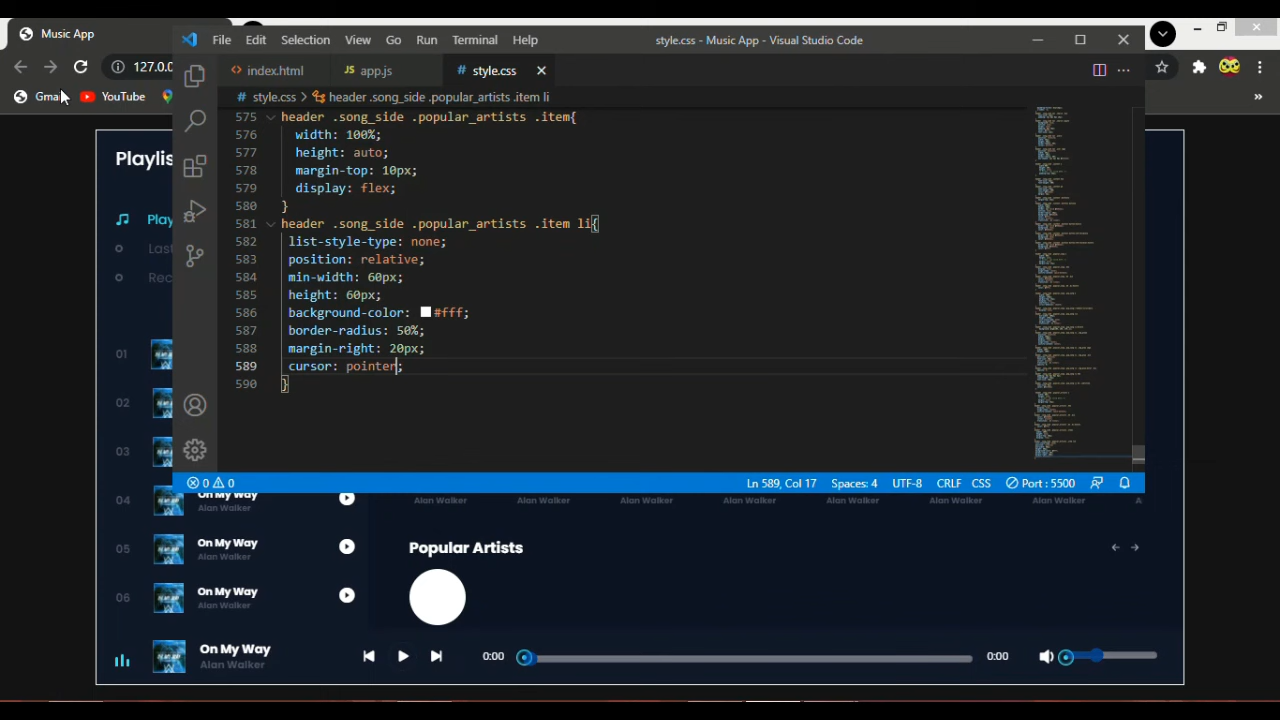 Music App
File Edit Selection View Go Run Terminal Help
style.css - Music App - Visual Studio Code
127.0.
Gma
YouTube
index.html
app.js
style.css
style.css > header .song_side .popular_artists .item li
575 header .song_side .popular_artists .item{
576 width: 100%;
577 height: auto;
578 margin-top: 10px;
579 display: flex;
580 }
581 header .song_side .popular_artists .item li{
582 list-style-type: none;
583 position: relative;
584 min-width: 60px;
585 height: 60px;
586 background-color: #fff;
587 border-radius: 50%;
588 margin-right: 20px;
589 cursor: pointer;
590 }
0 0
Ln 589, Col 17 Spaces: 4 UTF-8 CRLF CSS Port : 5500
Playlis
Play
Last
Rec
01
02
03
04 On My Way
Alan Walker
05 On My Way
Alan Walker
06 On My Way
Alan Walker
Alan Walker Alan Walker Alan Walker Alan Walker Alan Walker Alan Walker Alan Walker A
Popular Artists
On My Way
Alan Walker
0:00 0:00